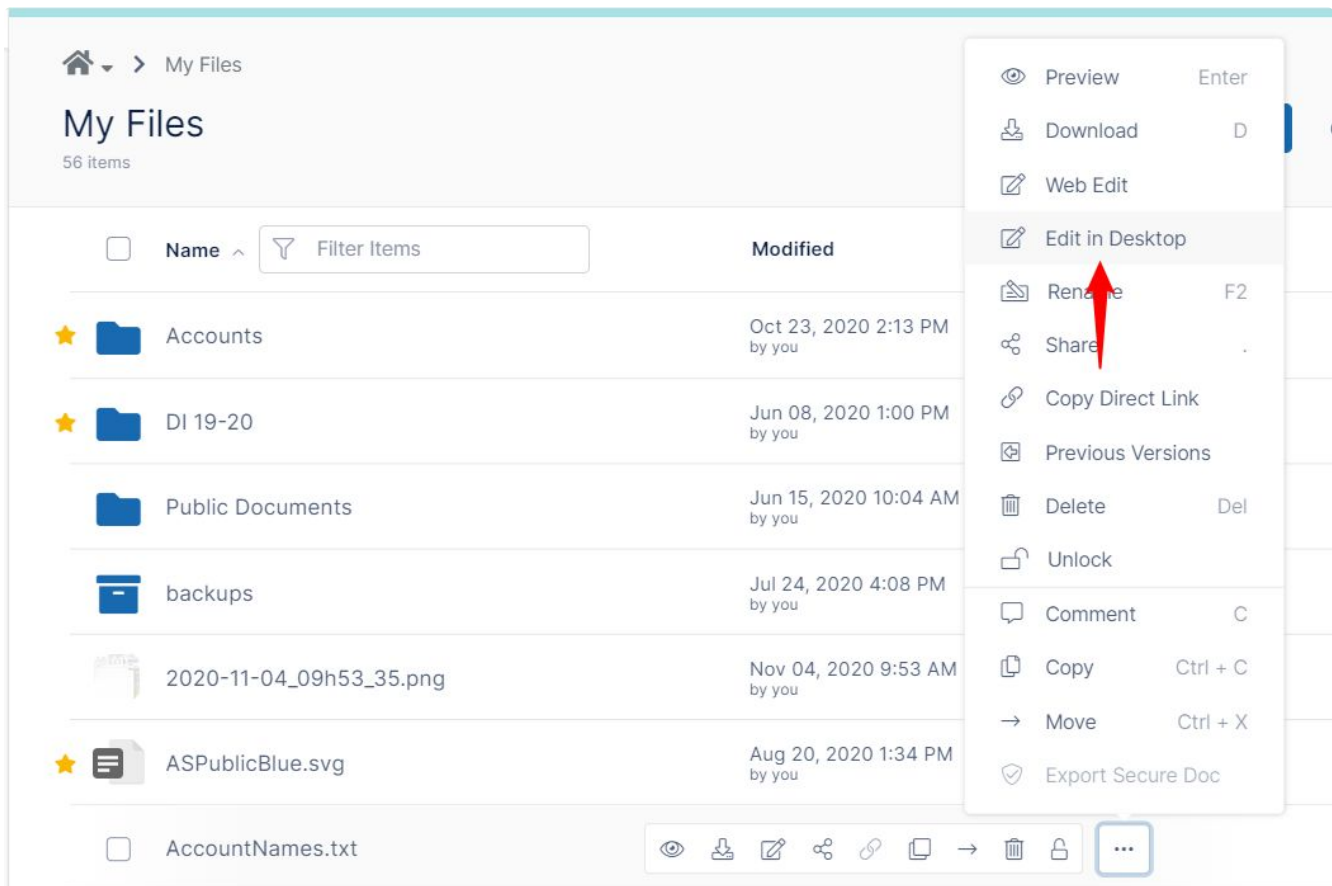 My Files
My Files
56 items
Name
Filter Items
Modified
Accounts
Oct 23, 2020 2:13 PM
by you
DI 19-20
Jun 08, 2020 1:00 PM
by you
Public Documents
Jun 15, 2020 10:04 AM
by you
backups
Jul 24, 2020 4:08 PM
by you
2020-11-04_09h53_35.png
Nov 04, 2020 9:53 AM
by you
ASPublicBlue.svg
Aug 20, 2020 1:34 PM
by you
AccountNames.txt
Preview Enter
Download D
Web Edit
Edit in Desktop
Rename F2
Share .
Copy Direct Link
Previous Versions
Delete Del
Unlock
Comment C
Copy Ctrl + C
Move Ctrl + X
Export Secure Doc